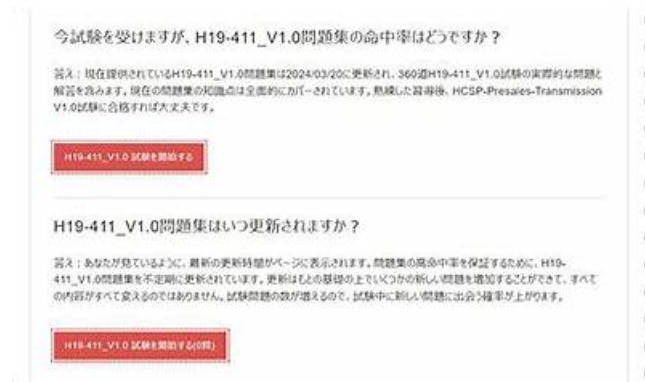 今試験を受けますが、H19-411_V1.0問題集の命中率はどうですか？
答え：現在提供されているH19-411_V1.0問題集は2024/03/20に更新され、360道H19-411_V1.0試験の実際的な問題と
解答を含みます。現在の問題集の知識点は全面的にカバーされています。熟練した習得後、HCSP-Presales-Transmission
V1.0試験に合格すれば大丈夫です。
H19-411_V1.0 試験を開始する
H19-411_V1.0問題集はいつ更新されますか？
答え：あなたが見ているように、最新の更新時間がページに表示されます。問題集の高命中率を保証するために、H19-
411_V1.0問題集を不定期に更新されています。更新はもとの基礎の上でいくつかの新しい問題を増加することができて、すべて
の内容がすべて変えるのではありません。試験問題の数が増えるので、試験中に新しい問題に出会う確率が上がります。
H19-411_V1.0 試験を開始する(0問)